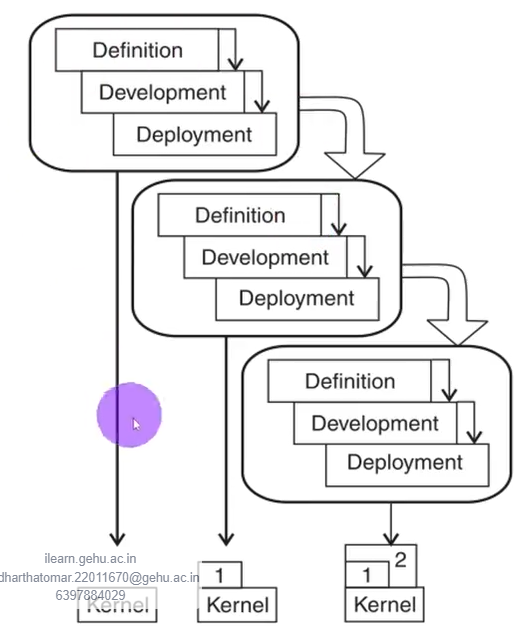 Definition
Development
Deployment
Definition
Development
Deployment
Definition
Development
Deployment
ilearn.gehu.ac.in
dharthatomar.22011670@gehu.ac.in
6397884029
Kernel
1
Kernel
2
1
Kernel